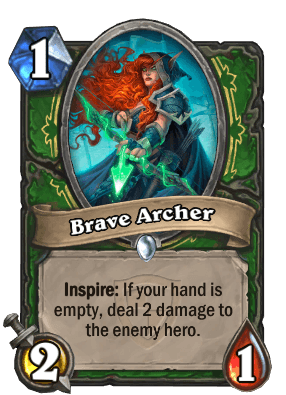 1
Brave Archer
Inspire: If your hand is
empty, deal 2 damage to
the enemy hero.
2
1